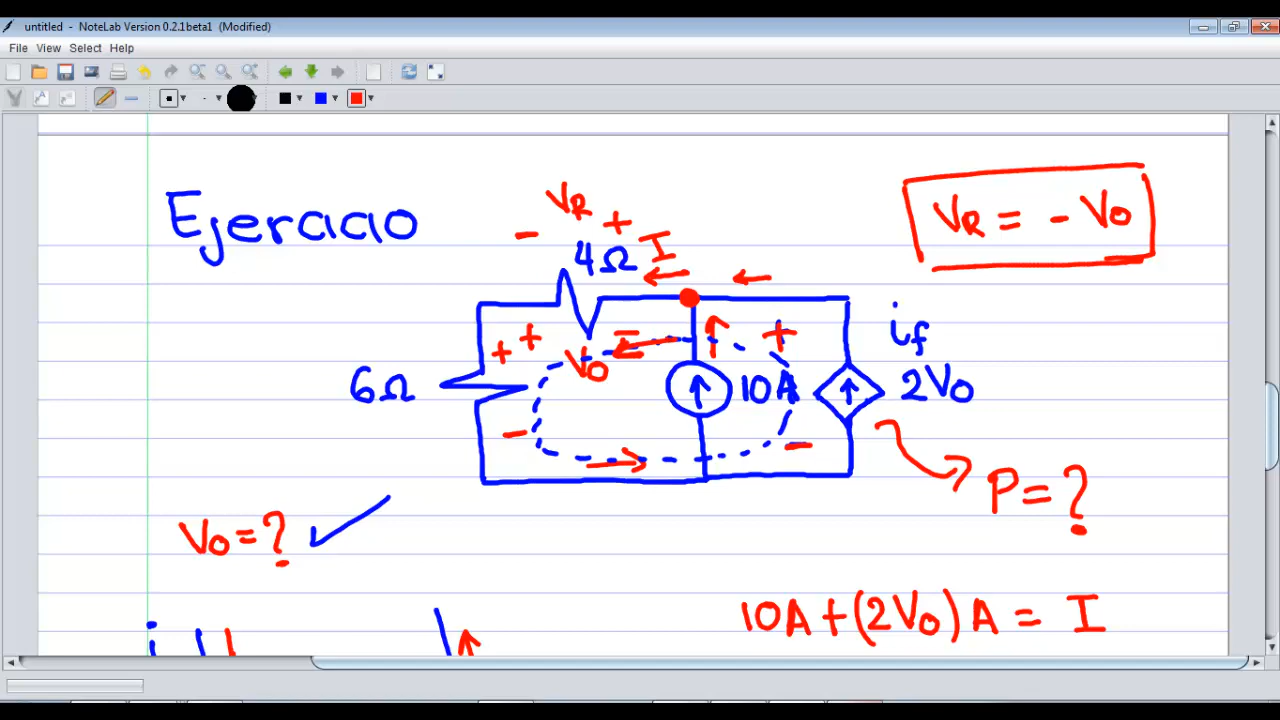 untitled - NoteLab Version 0.2.1beta1 (Modified)
File View Select Help
Ejercicio
VR
- +
4Ω
I
VR = - VO
if
2VO
+ +
VO
I
+
6Ω
10A
-
-
P = ?
VO = ?
10A + (2VO) A = I